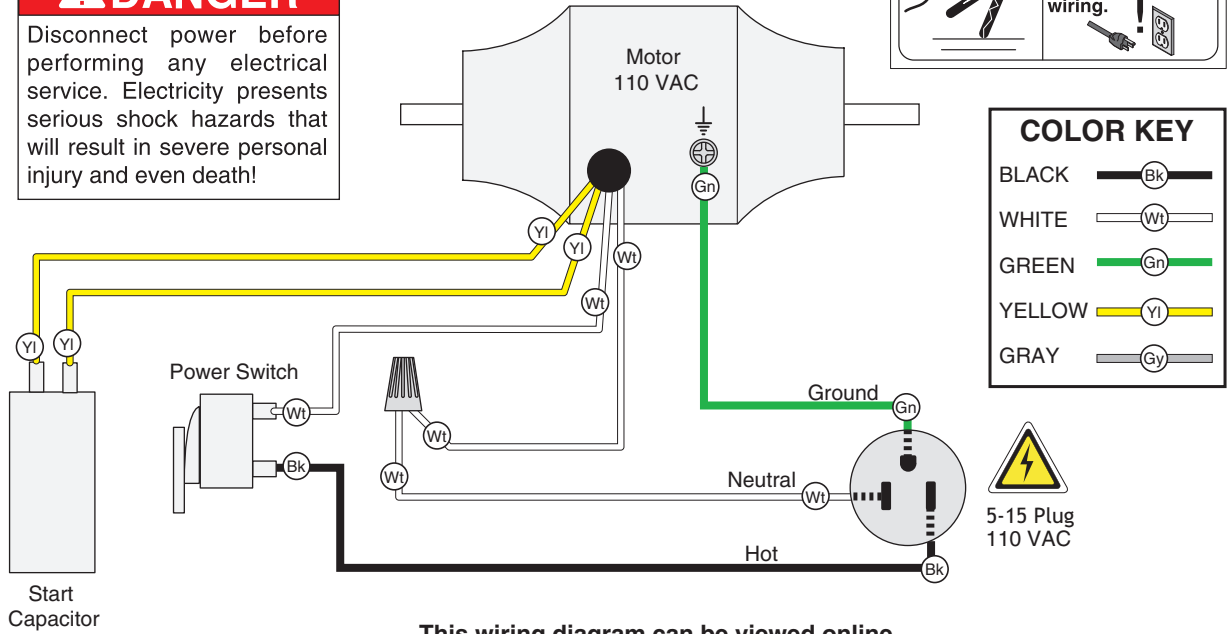 DANGER
Disconnect power before
performing any electrical
service. Electricity presents
serious shock hazards that
will result in severe personal
injury and even death!
Motor
110 VAC
wiring.
!
COLOR KEY
BLACK Bk
WHITE Wt
GREEN Gn
YELLOW Yl
GRAY Gy
Gn
Yl
Yl
Wt
Wt
Yl
Yl
Power Switch
Wt
Bk
Wt
Wt
Ground
Gn
Neutral
Wt
Hot
Bk
5-15 Plug
110 VAC
Start
Capacitor
This wiring diagram can be viewed online